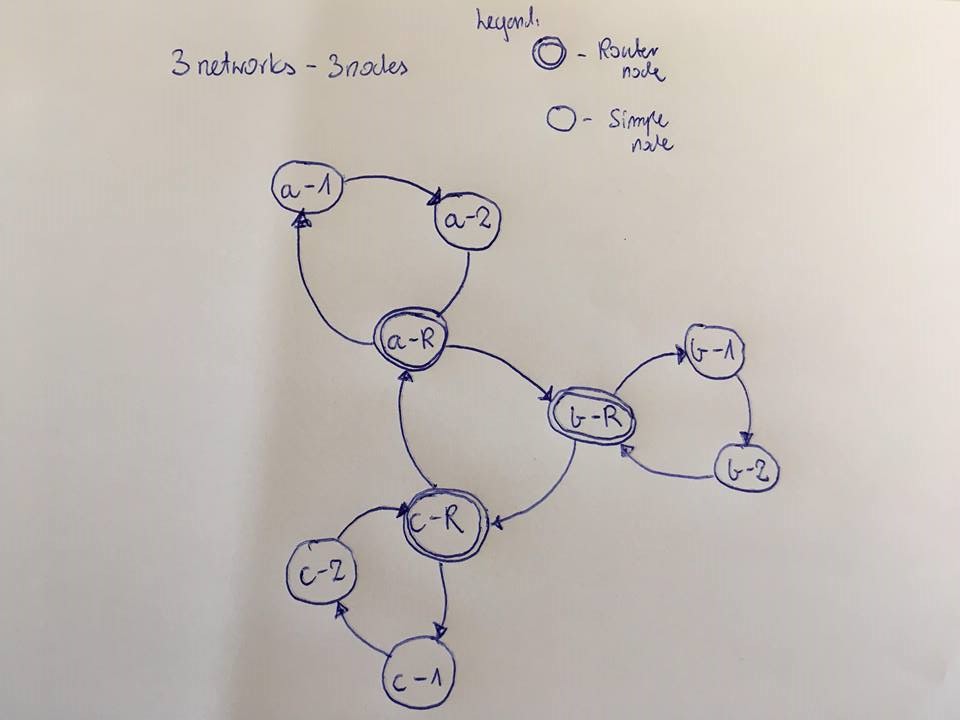 Legend:
3 networks - 3 nodes
- Router
node
- Simple
node
a-1
a-2
a-R
b-1
b-R
b-2
c-R
c-2
c-1